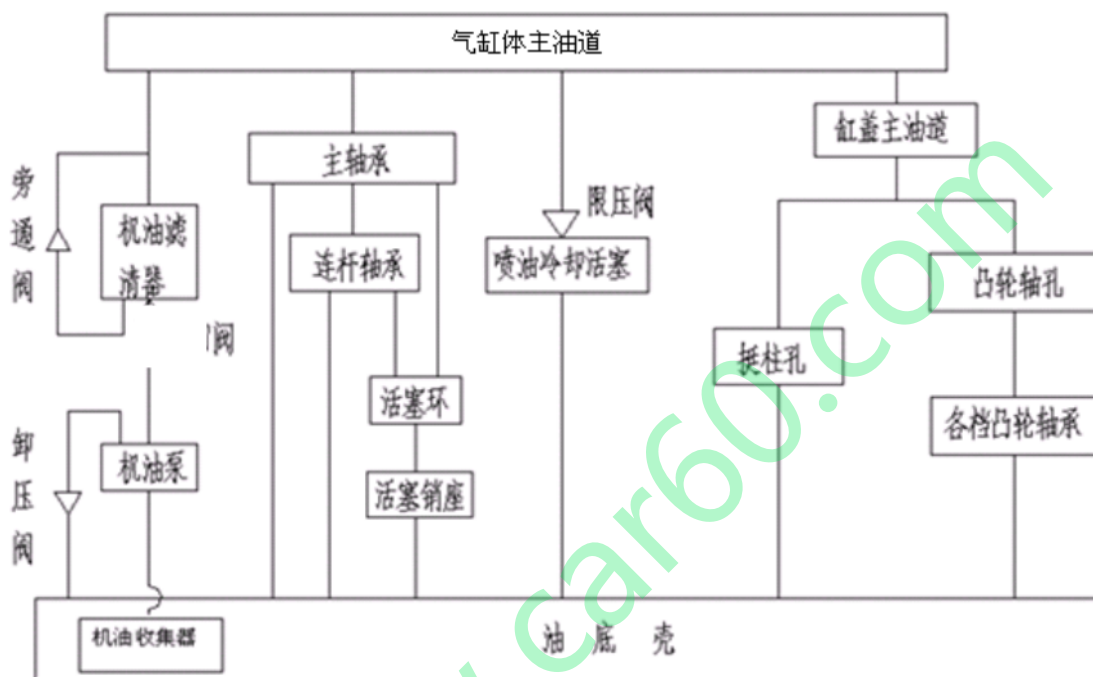 气缸体主油道
缸盖主油道
主轴承
旁通阀
机油滤
清器
连杆轴承
限压阀
喷油冷却活塞
凸轮轴孔
阀
挺柱孔
活塞环
各档凸轮轴承
卸压阀
机油泵
活塞销座
机油收集器
油底壳
car60.com